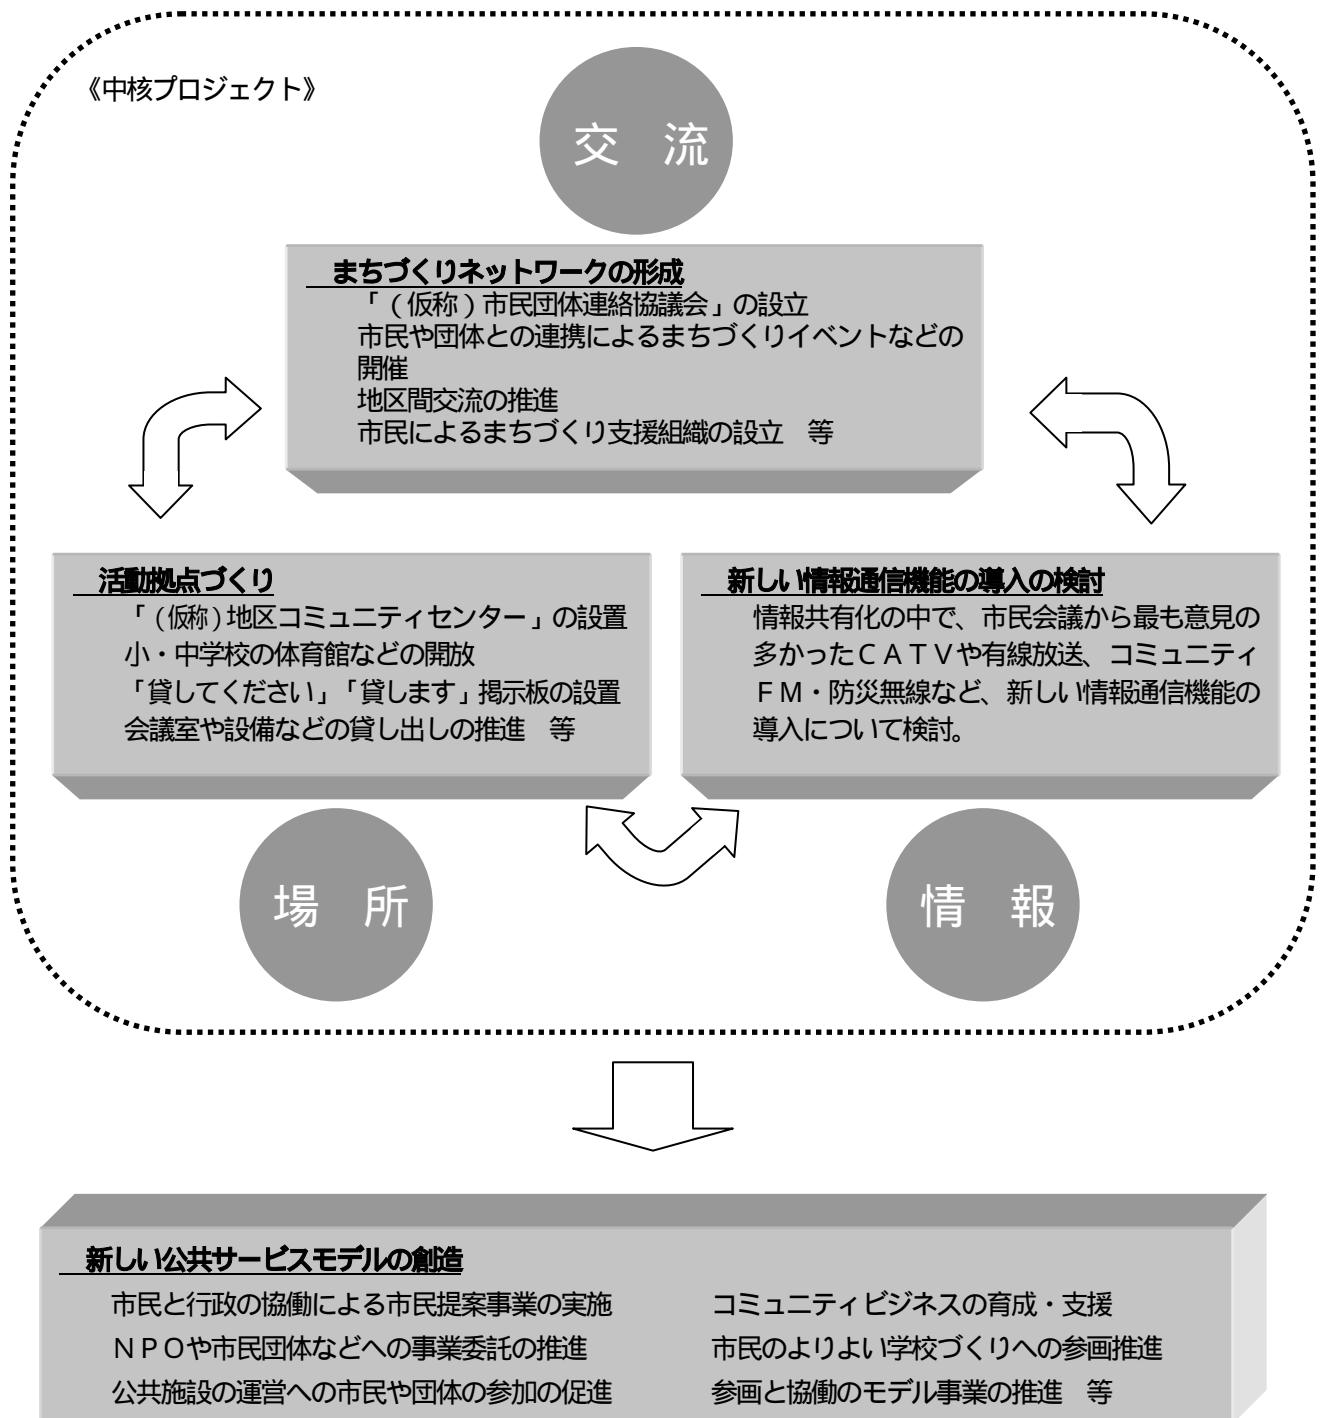 《中核プロジェクト》
交　流
まちづくりネットワークの形成
「（仮称）市民団体連絡協議会」の設立
市民や団体との連携によるまちづくりイベントなどの
開催
地区間交流の推進
市民によるまちづくり支援組織の設立　等
活動拠点づくり
「（仮称）地区コミュニティセンター」の設置
小・中学校の体育館などの開放
「貸してください」「貸します」掲示板の設置
会議室や設備などの貸し出しの推進　等
新しい情報通信機能の導入の検討
情報共有化の中で、市民会議から最も意見の
多かったＣＡＴＶや有線放送、コミュニティ
ＦＭ・防災無線など、新しい情報通信機能の
導入について検討。
場　所
情　報
新しい公共サービスモデルの創造
市民と行政の協働による市民提案事業の実施
ＮＰＯや市民団体などへの事業委託の推進
公共施設の運営への市民や団体の参加の促進
コミュニティビジネスの育成・支援
市民のよりよい学校づくりへの参画推進
参画と協働のモデル事業の推進　等